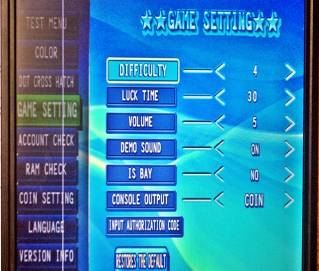 ★★GAME SETTING★★
TEST MENU
COLOR
DOT CROSS HATCH
GAME SETTING
ACCOUNT CHECK
RAM CHECK
COIN SETTING
LANGUAGE
VERSION INFO
DIFFICULTY 4
LUCK TIME 30
VOLUME 5
DEMO SOUND ON
IS BAY NO
CONSOLE OUTPUT COIN
INPUT AUTHORIZATION CODE
RESTORES THE DEFAULT